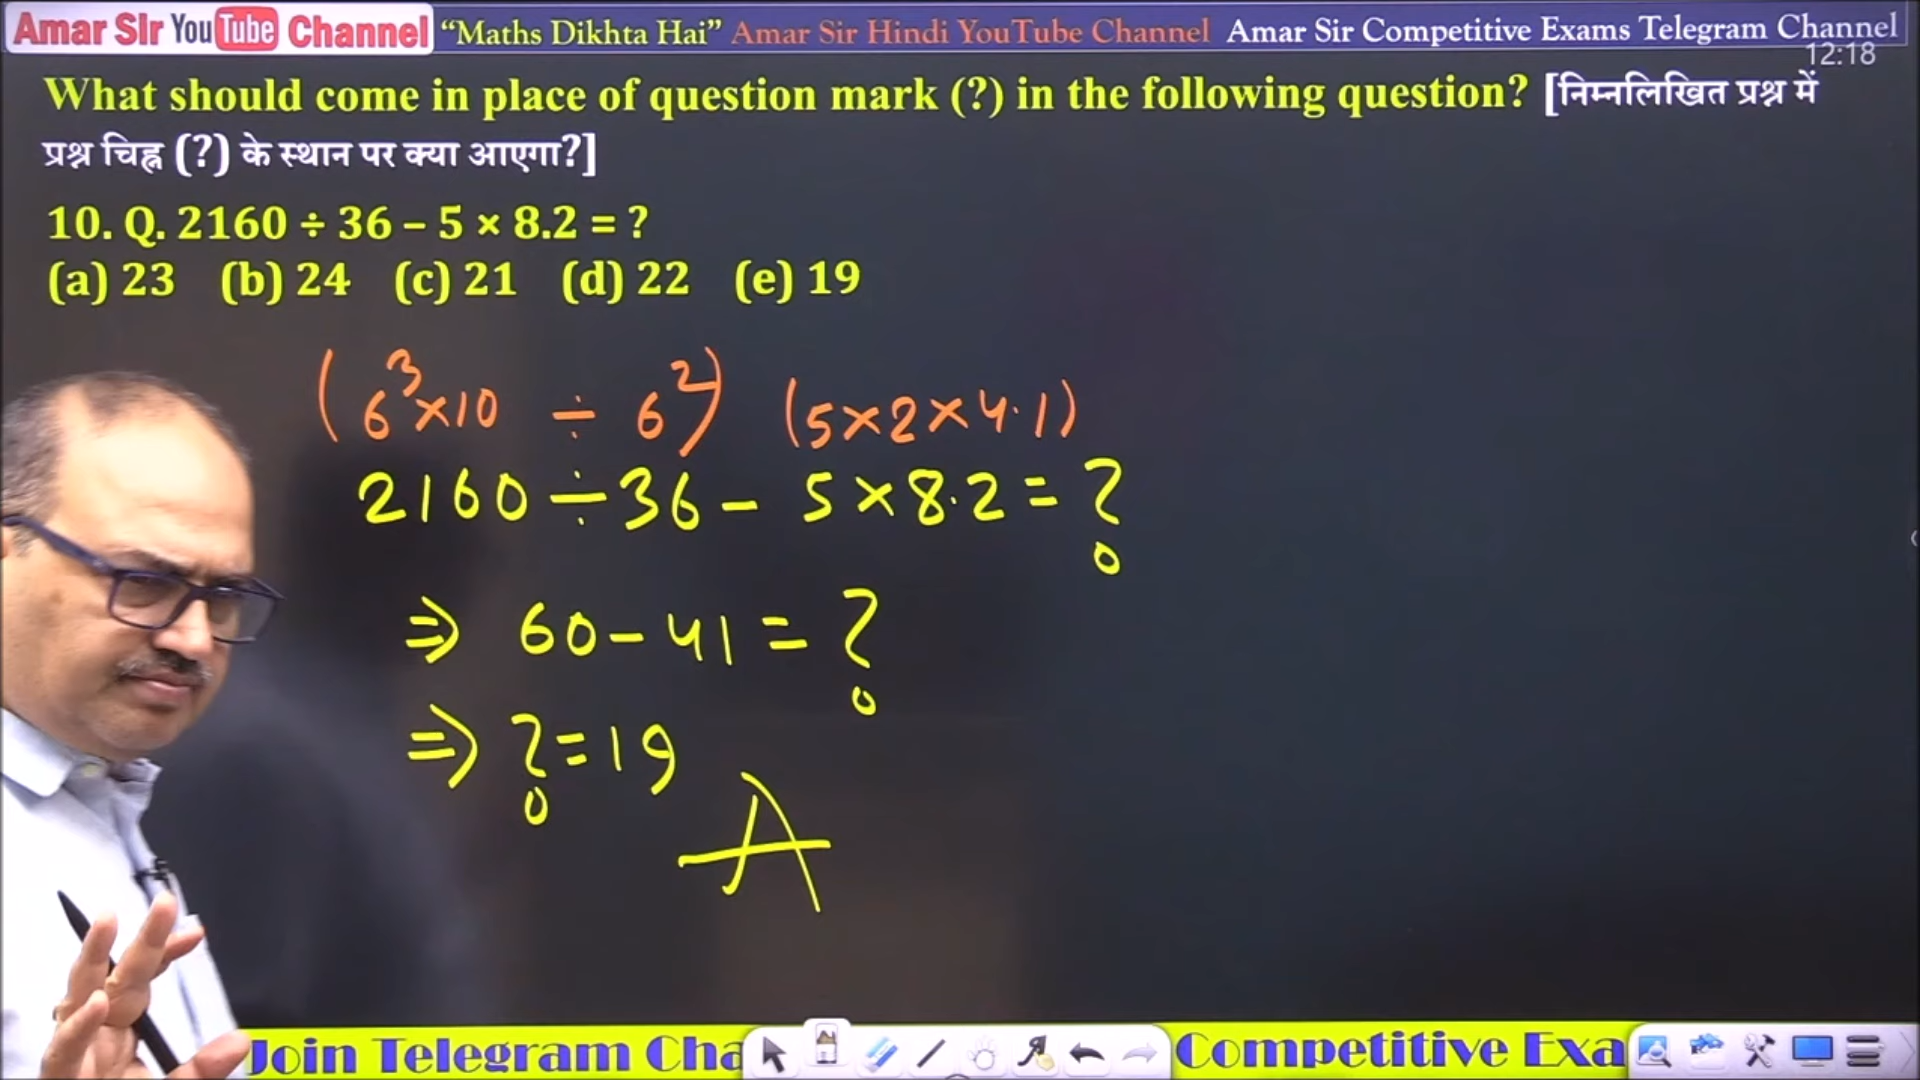 Amar Sir YouTube Channel "Maths Dikhta Hai" Amar Sir Hindi YouTube Channel Amar Sir Competitive Exams Telegram Channel
12:18
What should come in place of question mark (?) in the following question? [निम्नलिखित प्रश्न में
प्रश्न चिह्न (?) के स्थान पर क्या आएगा?]
10. Q. 2160 ÷ 36 – 5 × 8.2 = ?
(a) 23 (b) 24 (c) 21 (d) 22 (e) 19
(6³×10 ÷ 6²) (5×2×4.1)
2160 ÷ 36 – 5 × 8.2 = ?
⇒ 60 – 41 = ?
⇒ ? = 19
A
Join Telegram Cha Competitive Exa